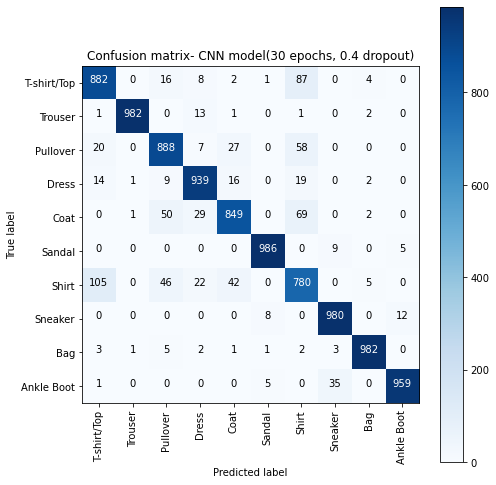 Confusion matrix- CNN model(30 epochs, 0.4 dropout)
T-shirt/Top 882 0 16 8 2 1 87 0 4 0
Trouser 1 982 0 13 1 0 1 0 2 0
Pullover 20 0 888 7 27 0 58 0 0 0
Dress 14 1 9 939 16 0 19 0 2 0
Coat 0 1 50 29 849 0 69 0 2 0
Sandal 0 0 0 0 0 986 0 9 0 5
Shirt 105 0 46 22 42 0 780 0 5 0
Sneaker 0 0 0 0 0 8 0 980 0 12
Bag 3 1 5 2 1 1 2 3 982 0
Ankle Boot 1 0 0 0 0 5 0 35 0 959
True label
T-shirt/Top
Trouser
Pullover
Dress
Coat
Sandal
Shirt
Sneaker
Bag
Ankle Boot
Predicted label
800
600
400
200
0